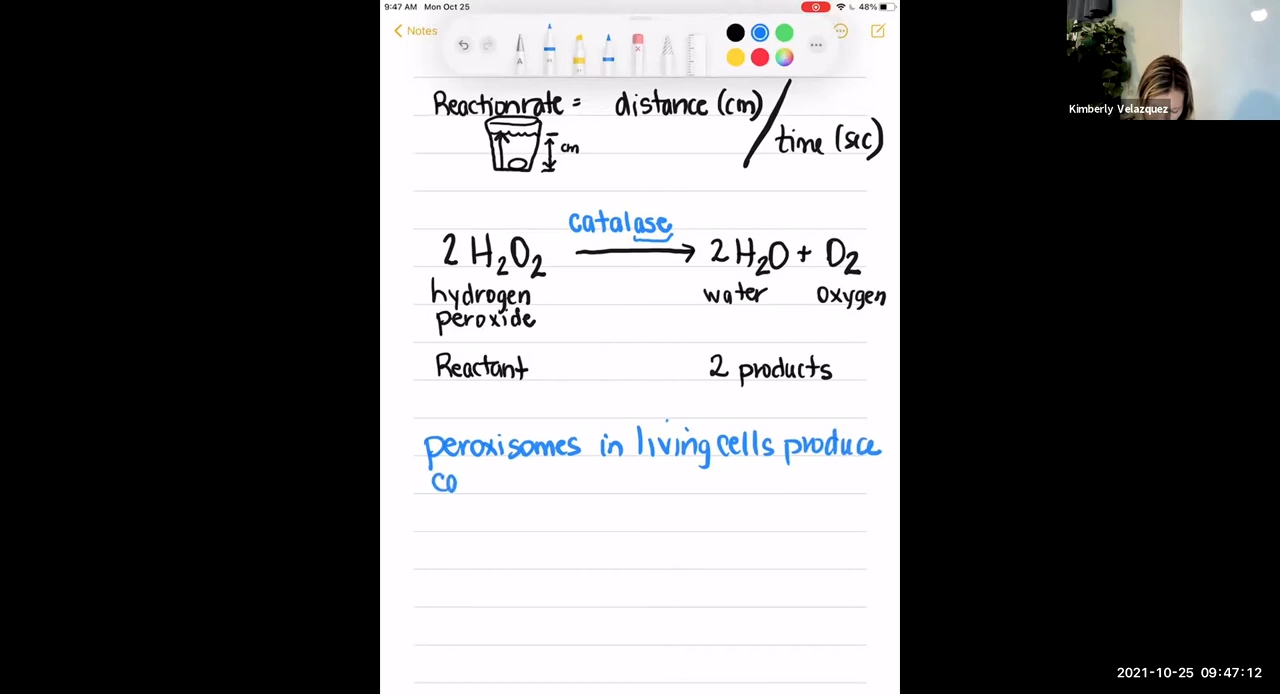 9:47 AM Mon Oct 25
48%
Notes
A
Kimberly Velazquez
Reaction rate = distance (cm) / time (sec)
cm
catalase
2 H₂O₂ → 2 H₂O + O₂
hydrogen water oxygen
peroxide
Reactant 2 products
peroxisomes in living cells produce
ca
2021-10-25 09:47:12